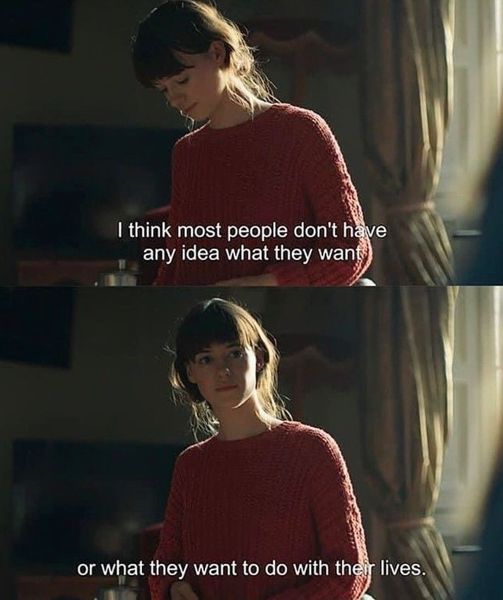 I think most people don't have
any idea what they want
or what they want to do with their lives.